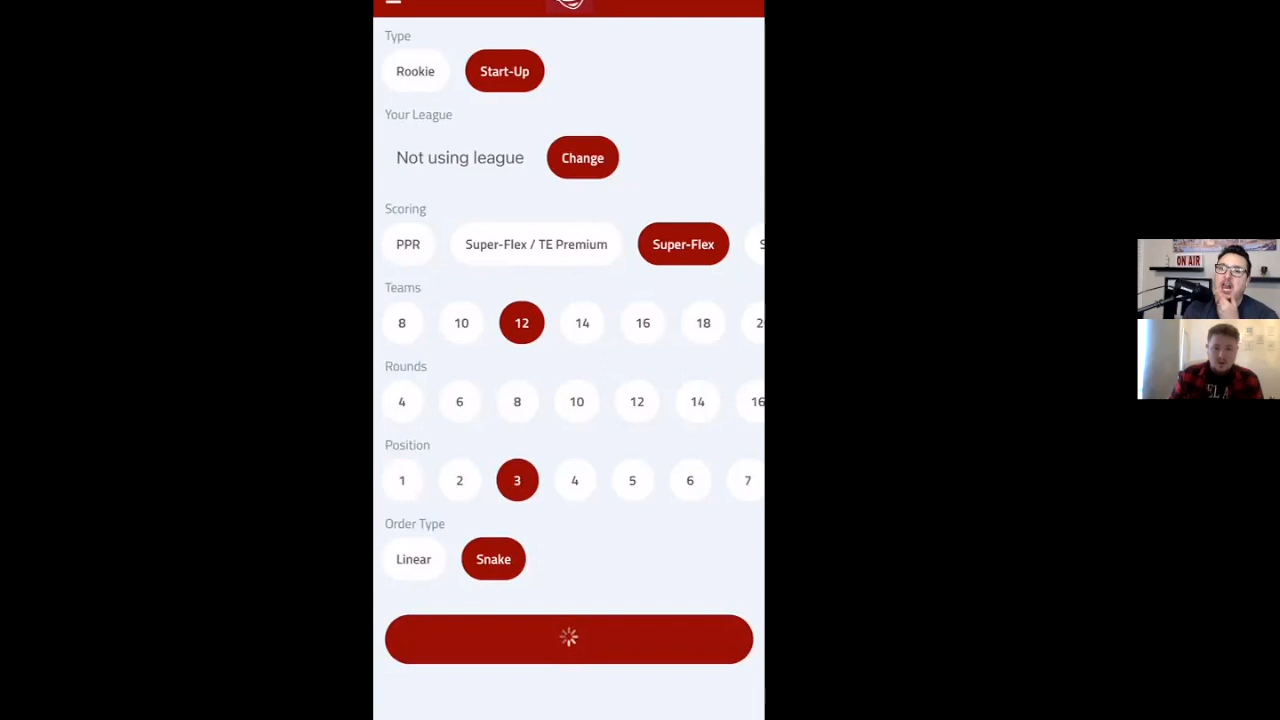 Type
Rookie Start-Up
Your League
Not using league Change
Scoring
PPR Super-Flex / TE Premium Super-Flex S
Teams
8 10 12 14 16 18 2
Rounds
4 6 8 10 12 14 16
Position
1 2 3 4 5 6 7
Order Type
Linear Snake
ON AIR